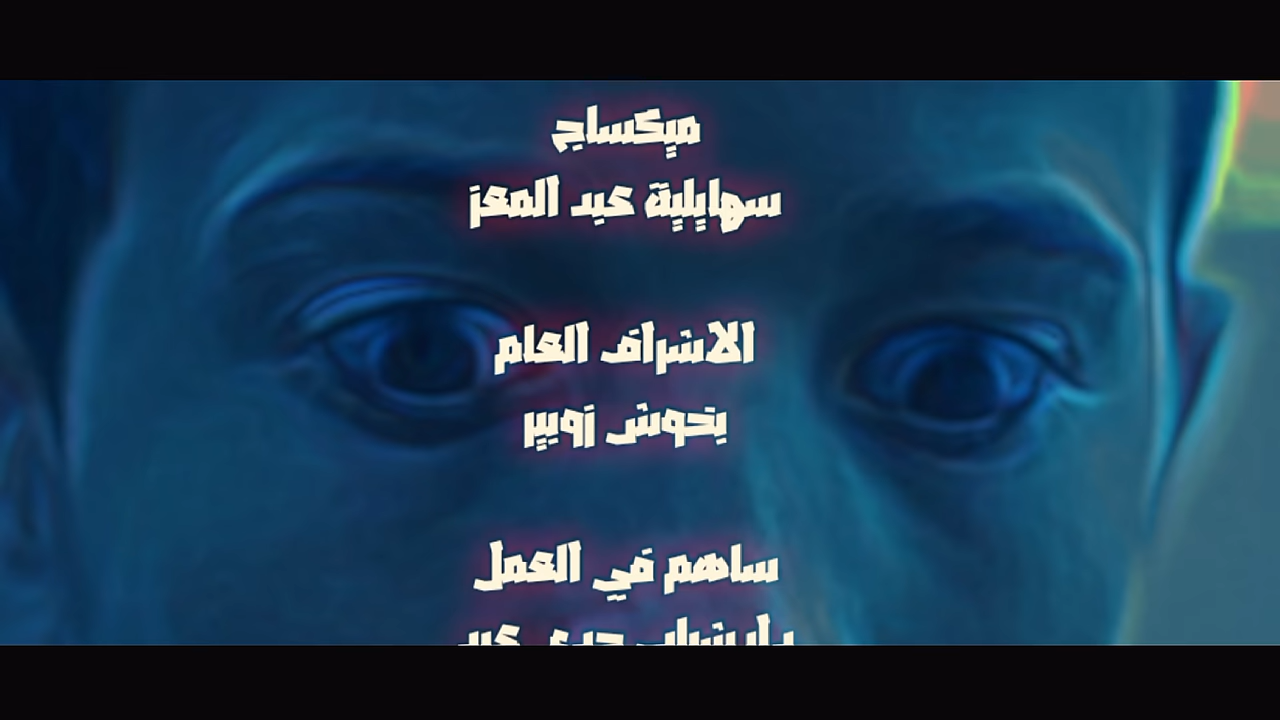 ميكساج
سهايلية عبد المعز
الاشراف العام
بخوش زوبير
ساهم في العمل